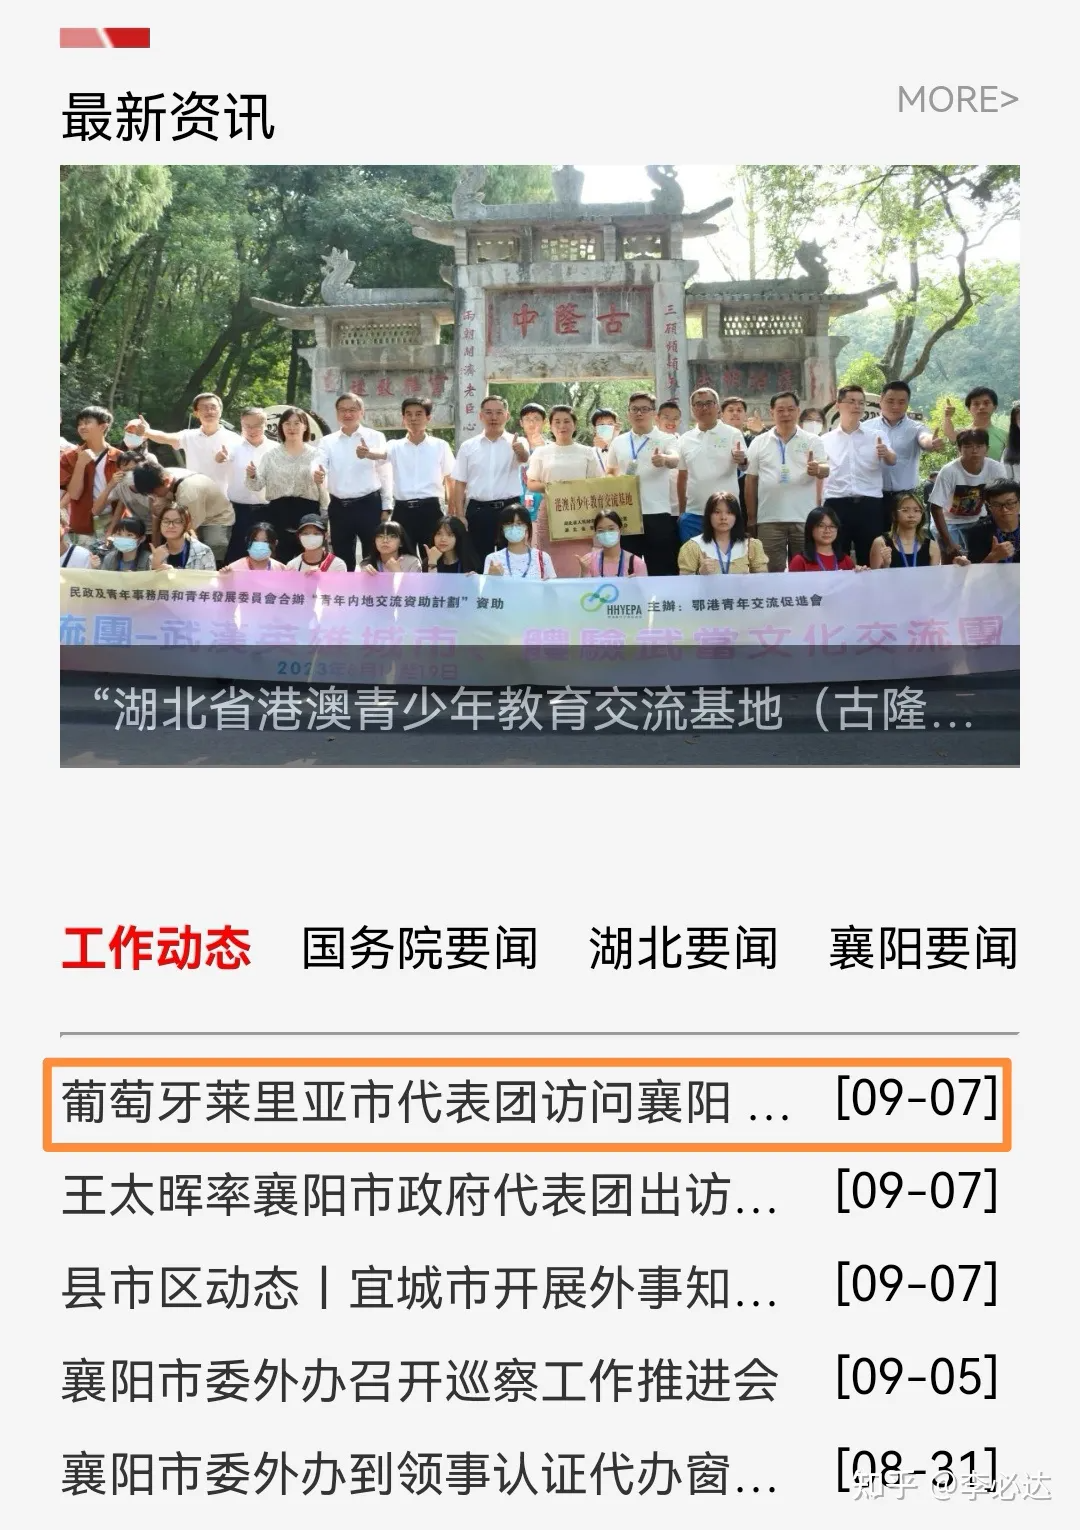 最新资讯
MORE>
古隆中
两朝开济老臣心
港澳青少年教育交流基地
民政及青年事務局和青年發展委員會合辦“青年內地交流資助計劃”資助
HHYEPA 主辦：鄂港青年交流促進會
流團-武漢英雄城市、體驗武當文化交流團
“湖北省港澳青少年教育交流基地（古隆...
工作动态 国务院要闻 湖北要闻 襄阳要闻
葡萄牙莱里亚市代表团访问襄阳 ... [09-07]
王太晖率襄阳市政府代表团出访... [09-07]
县市区动态丨宜城市开展外事知... [09-07]
襄阳市委外办召开巡察工作推进会 [09-05]
襄阳市委外办到领事认证代办窗... [08-31]
知乎 @李必达